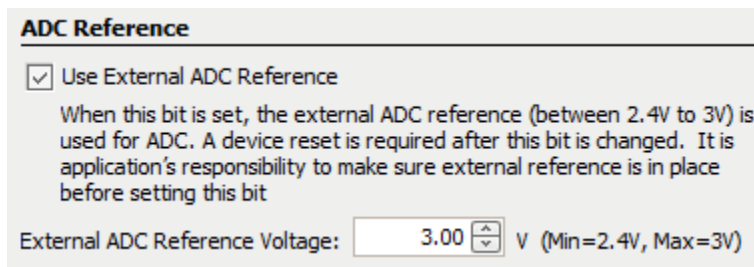 ADC Reference
Use External ADC Reference
When this bit is set, the external ADC reference (between 2.4V to 3V) is
used for ADC. A device reset is required after this bit is changed.  It is
application's responsibility to make sure external reference is in place
before setting this bit
External ADC Reference Voltage: 3.00 V (Min=2.4V, Max=3V)